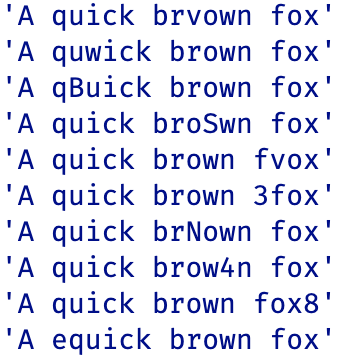 'A quick brvown fox'
'A quwick brown fox'
'A qBuick brown fox'
'A quick broSwn fox'
'A quick brown fvox'
'A quick brown 3fox'
'A quick brNown fox'
'A quick brow4n fox'
'A quick brown fox8'
'A equick brown fox'